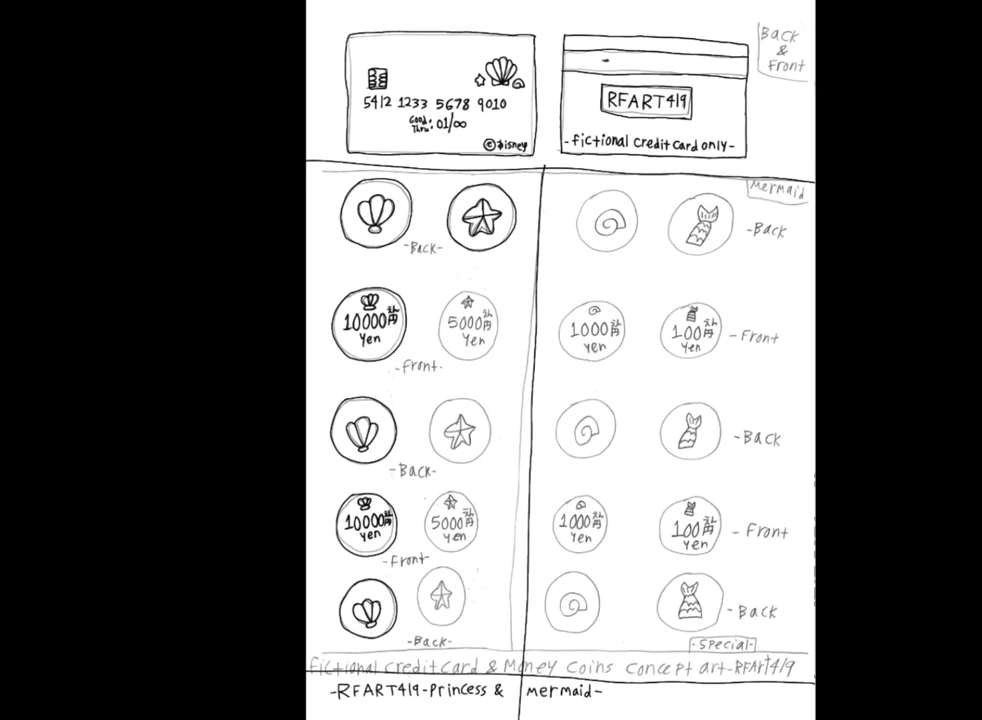 Back
&
Front
5412 1233 5678 9010
Good
Thru: 01/∞
©Disney
RFART419
-fictional credit card only-
Mermaid
-Back-
-Back
10000円
Yen
5000円
Yen
1000円
yen
100円
Yen
-Front-
-Front
-Back-
-Back
10000円
yen
5000円
yen
1000円
Yen
100円
yen
-Front-
-Front
-Back-
-Back
·Special·
fictional credit card & Money Coins Concept art-RFART419
-RFART419-Princess & mermaid-